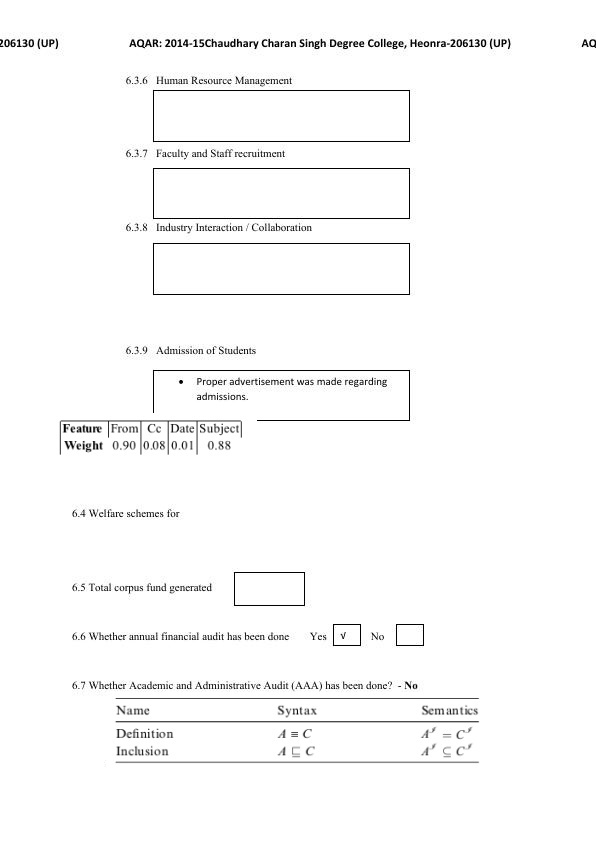 206130 (UP) AQAR: 2014-15Chaudhary Charan Singh Degree College, Heonra-206130 (UP) AQ
6.3.6 Human Resource Management
6.3.7 Faculty and Staff recruitment
6.3.8 Industry Interaction / Collaboration
6.3.9 Admission of Students
• Proper advertisement was made regarding
admissions.
Feature From Cc Date Subject
Weight 0.90 0.08 0.01 0.88
6.4 Welfare schemes for
6.5 Total corpus fund generated
6.6 Whether annual financial audit has been done Yes √ No
6.7 Whether Academic and Administrative Audit (AAA) has been done? - No
Name Syntax Semantics
Definition A ≡ C A^𝓘 = C^𝓘
Inclusion A ⊑ C A^𝓘 ⊆ C^𝓘